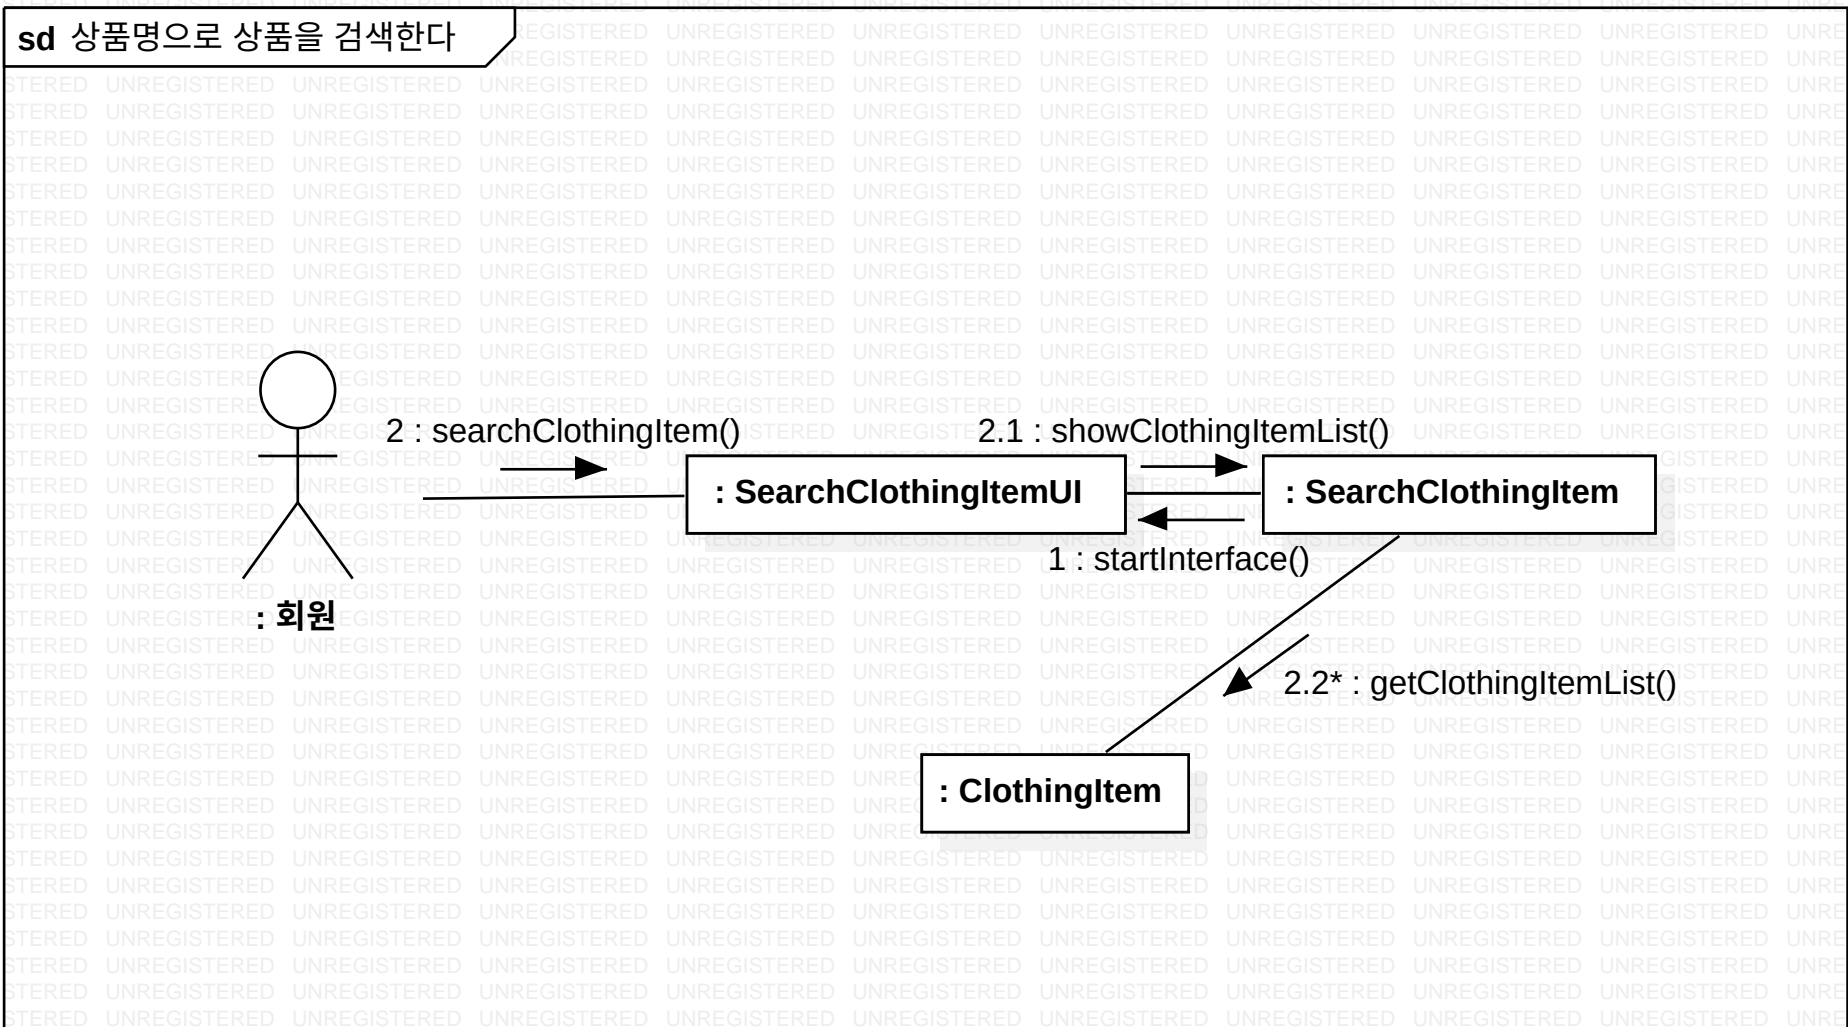 sd 상품명으로 상품을 검색한다
2 : searchClothingItem()
2.1 : showClothingItemList()
: SearchClothingItemUI
: SearchClothingItem
1 : startInterface()
: 회원
2.2* : getClothingItemList()
: ClothingItem
UNREGISTERED